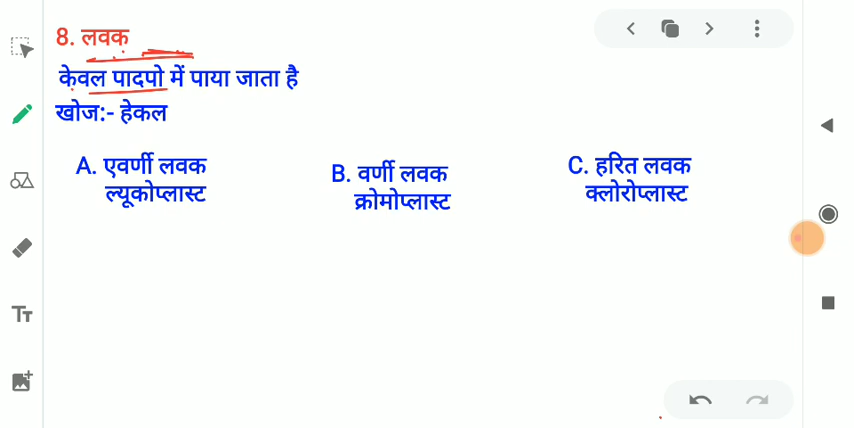 8. लवक
केवल पादपो में पाया जाता है
खोज:- हेकल
A. एवर्णी लवक
ल्यूकोप्लास्ट
B. वर्णी लवक
क्रोमोप्लास्ट
C. हरित लवक
क्लोरोप्लास्ट